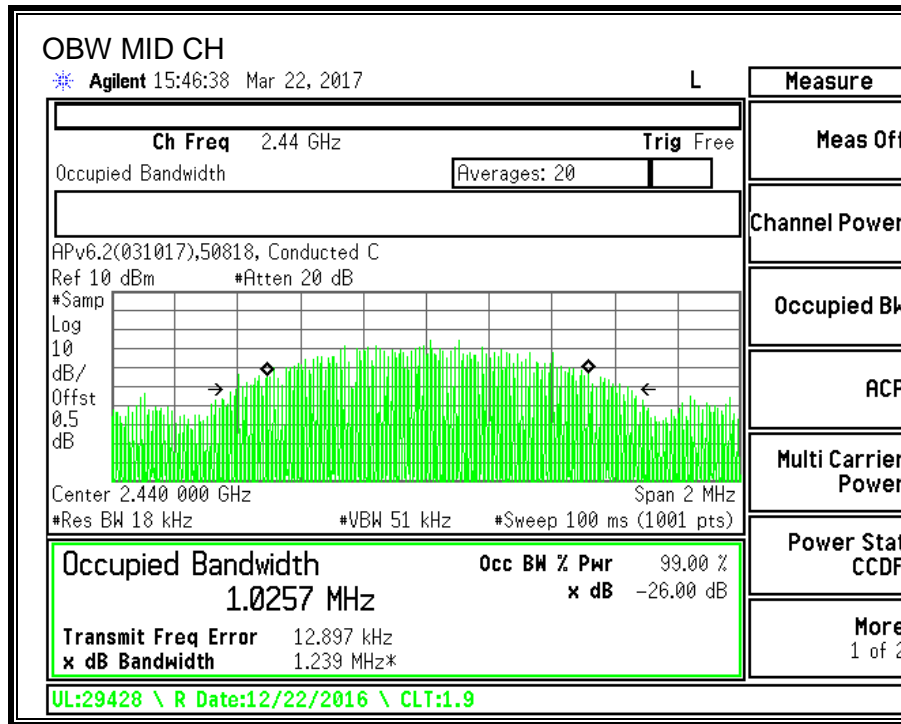 OBW MID CH
Agilent 15:46:38 Mar 22, 2017 L
Measure
Ch Freq 2.44 GHz Trig Free
Meas Off
Occupied Bandwidth Averages: 20
Channel Power
APv6.2(031017),50818, Conducted C
Ref 10 dBm #Atten 20 dB
#Samp
Log
10
dB/
Offst
0.5
dB
Occupied BW
ACP
Multi Carrier
Power
Center 2.440 000 GHz Span 2 MHz
#Res BW 18 kHz #VBW 51 kHz #Sweep 100 ms (1001 pts)
Power Stat
CCDF
Occupied Bandwidth Occ BW % Pwr 99.00 %
1.0257 MHz x dB -26.00 dB
Transmit Freq Error 12.897 kHz
x dB Bandwidth 1.239 MHz*
More
1 of 2
UL:29428 \ R Date:12/22/2016 \ CLT:1.9